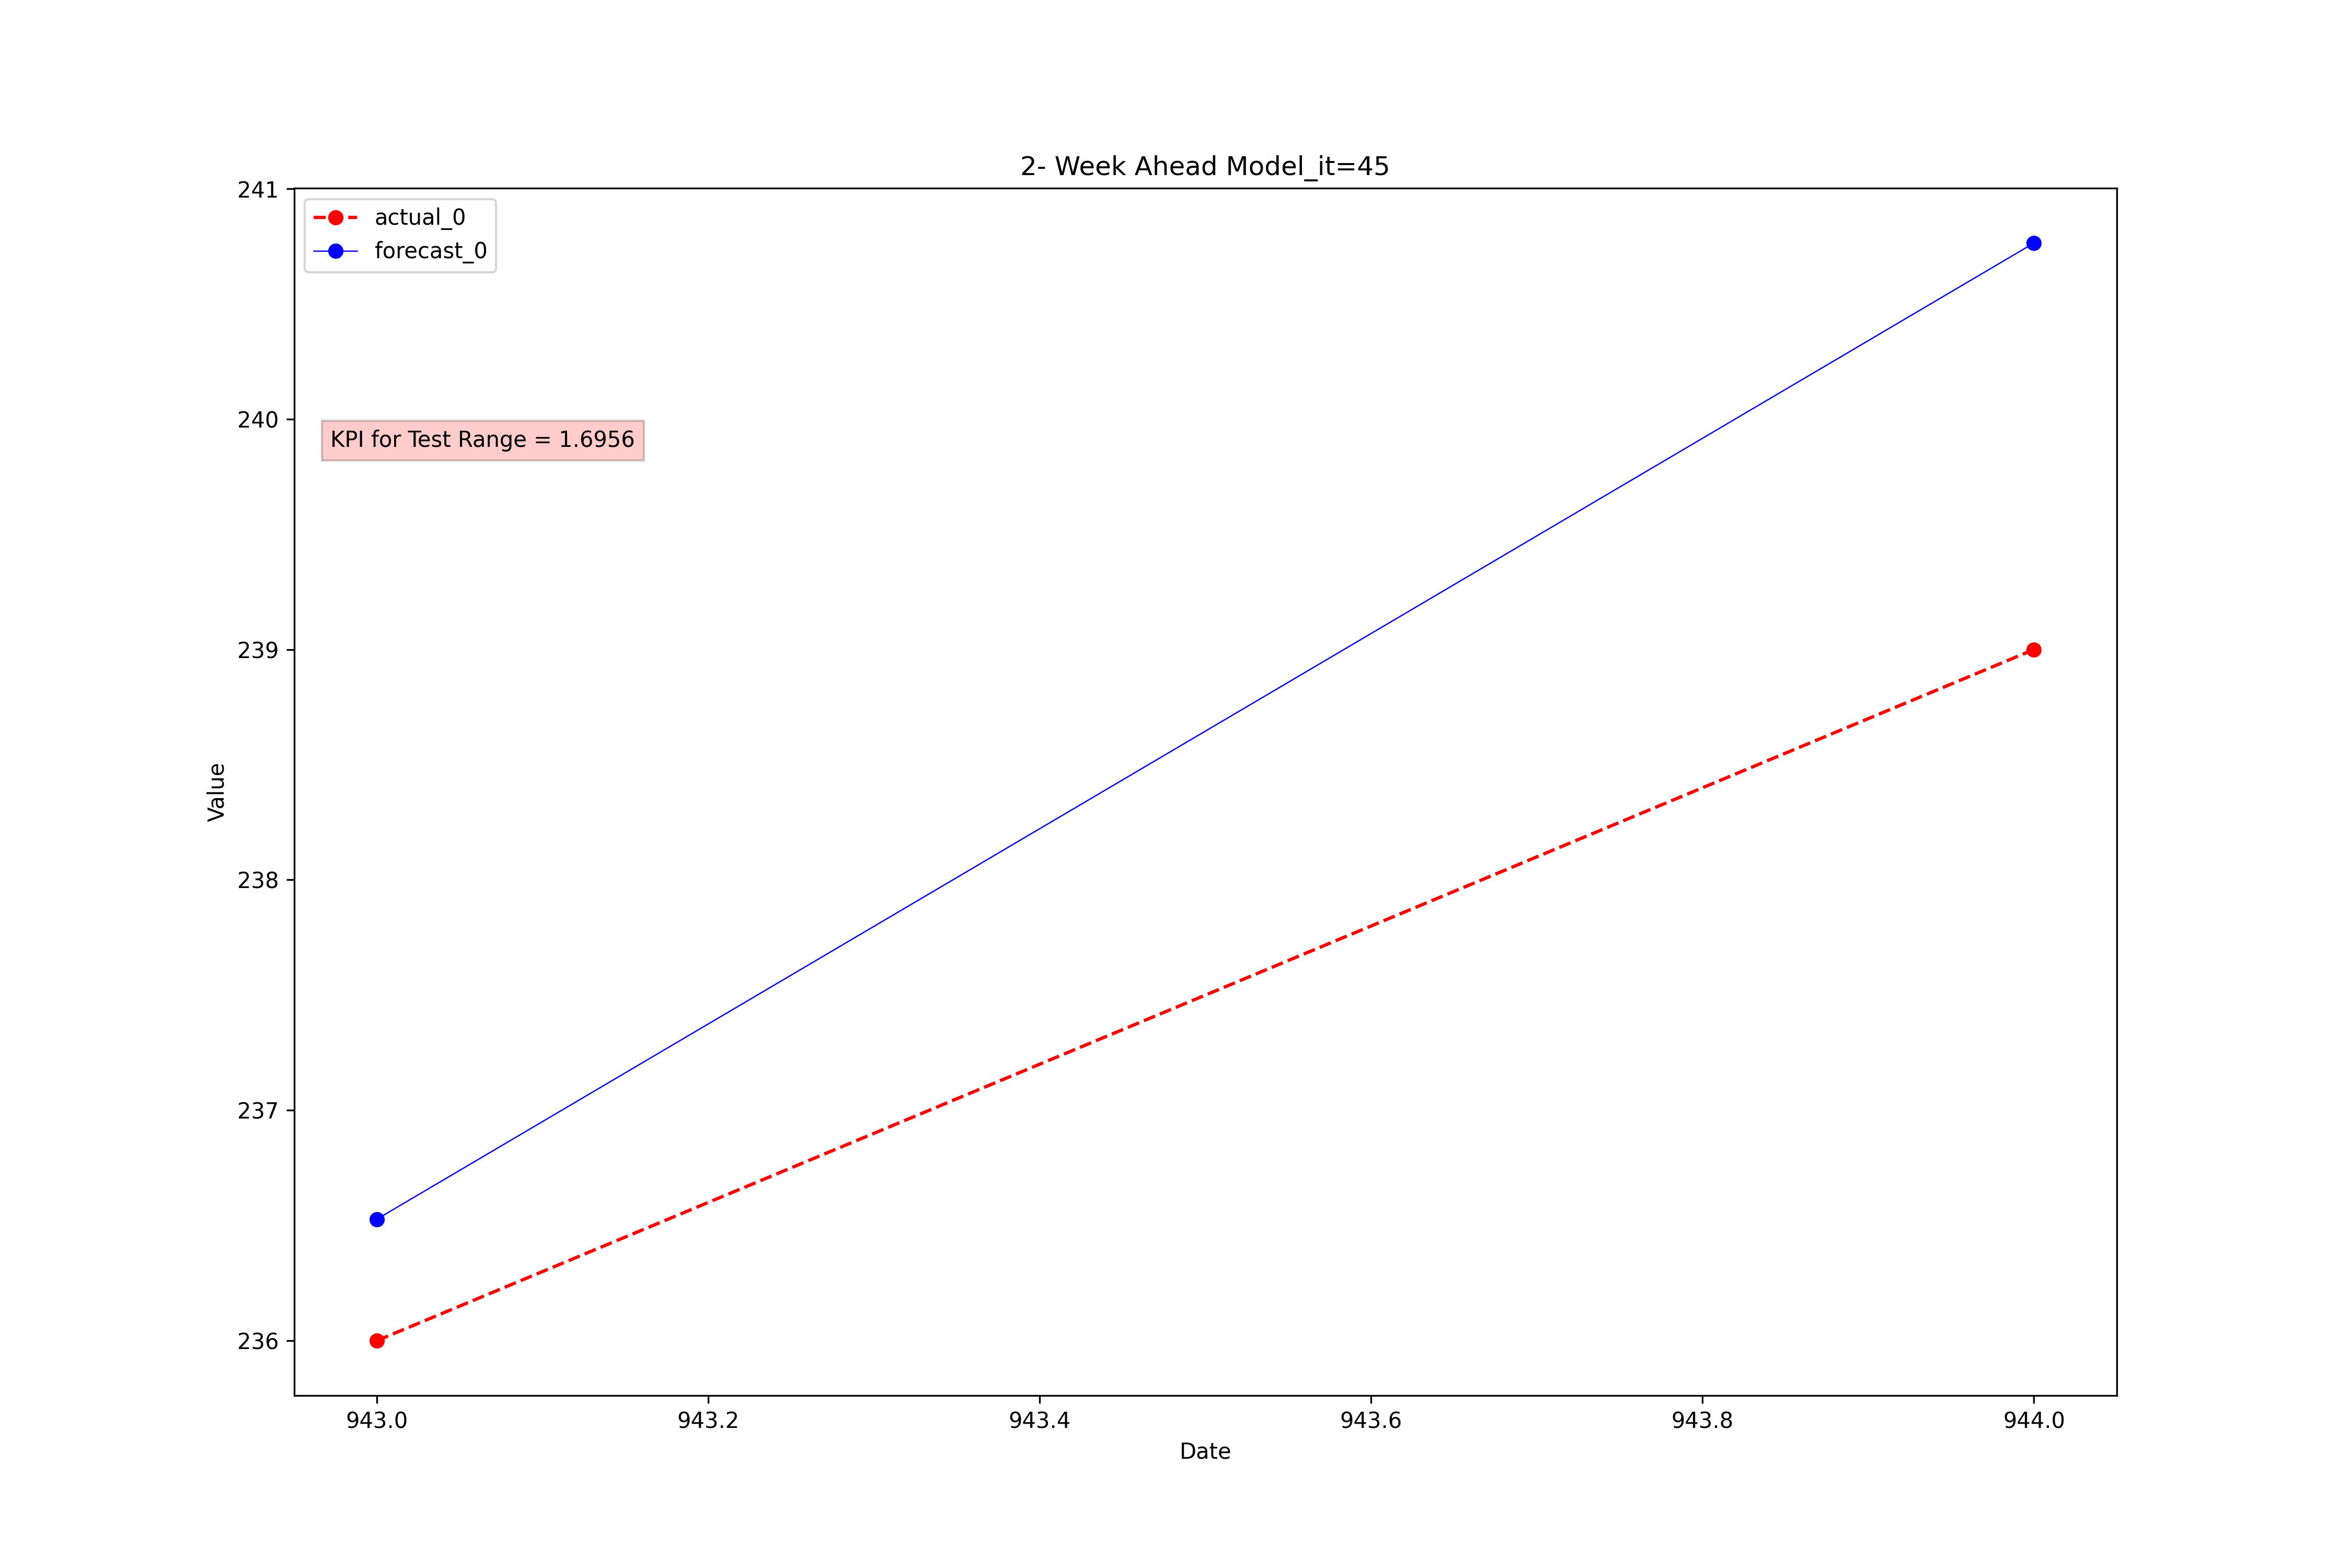 2- Week Ahead Model_it=45
actual_0
forecast_0
KPI for Test Range = 1.6956
241
240
239
238
237
236
Value
943.0 943.2 943.4 943.6 943.8 944.0
Date